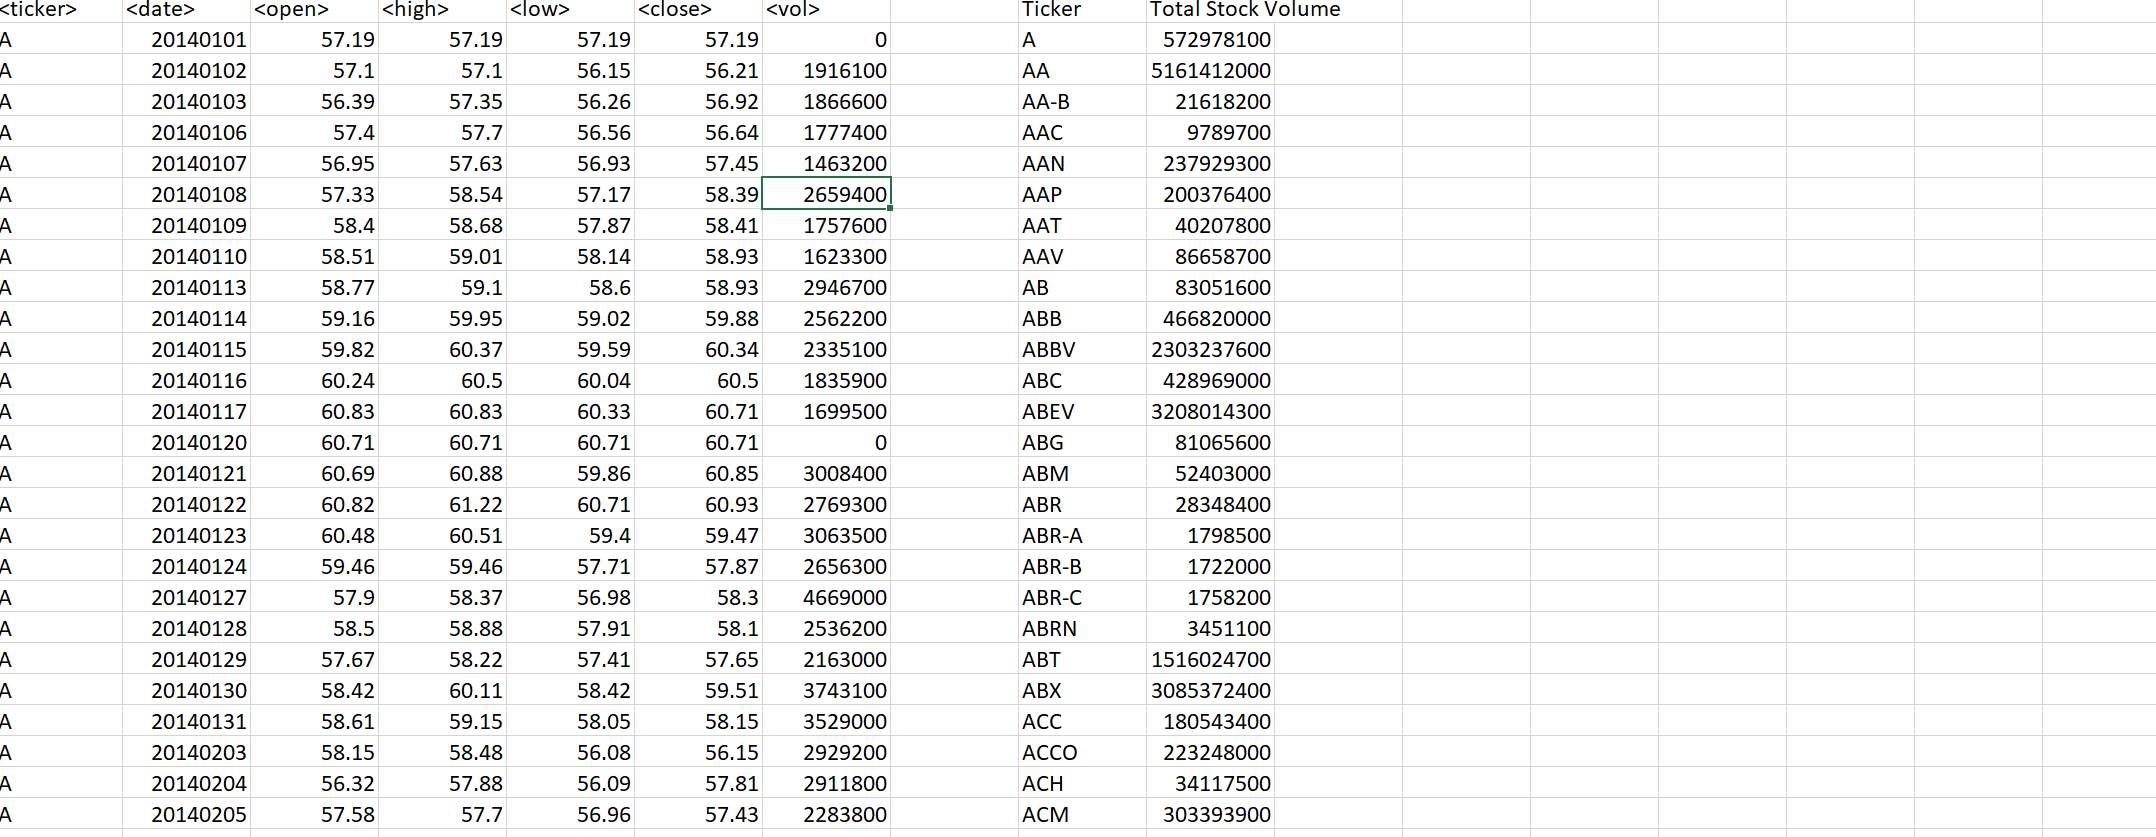 <ticker> <date> <open> <high> <low> <close> <vol> Ticker Total Stock Volume
A 20140101 57.19 57.19 57.19 57.19 0 A 572978100
A 20140102 57.1 57.1 56.15 56.21 1916100 AA 5161412000
A 20140103 56.39 57.35 56.26 56.92 1866600 AA-B 21618200
A 20140106 57.4 57.7 56.56 56.64 1777400 AAC 9789700
A 20140107 56.95 57.63 56.93 57.45 1463200 AAN 237929300
A 20140108 57.33 58.54 57.17 58.39 2659400 AAP 200376400
A 20140109 58.4 58.68 57.87 58.41 1757600 AAT 40207800
A 20140110 58.51 59.01 58.14 58.93 1623300 AAV 86658700
A 20140113 58.77 59.1 58.6 58.93 2946700 AB 83051600
A 20140114 59.16 59.95 59.02 59.88 2562200 ABB 466820000
A 20140115 59.82 60.37 59.59 60.34 2335100 ABBV 2303237600
A 20140116 60.24 60.5 60.04 60.5 1835900 ABC 428969000
A 20140117 60.83 60.83 60.33 60.71 1699500 ABEV 3208014300
A 20140120 60.71 60.71 60.71 60.71 0 ABG 81065600
A 20140121 60.69 60.88 59.86 60.85 3008400 ABM 52403000
A 20140122 60.82 61.22 60.71 60.93 2769300 ABR 28348400
A 20140123 60.48 60.51 59.4 59.47 3063500 ABR-A 1798500
A 20140124 59.46 59.46 57.71 57.87 2656300 ABR-B 1722000
A 20140127 57.9 58.37 56.98 58.3 4669000 ABR-C 1758200
A 20140128 58.5 58.88 57.91 58.1 2536200 ABRN 3451100
A 20140129 57.67 58.22 57.41 57.65 2163000 ABT 1516024700
A 20140130 58.42 60.11 58.42 59.51 3743100 ABX 3085372400
A 20140131 58.61 59.15 58.05 58.15 3529000 ACC 180543400
A 20140203 58.15 58.48 56.08 56.15 2929200 ACCO 223248000
A 20140204 56.32 57.88 56.09 57.81 2911800 ACH 34117500
A 20140205 57.58 57.7 56.96 57.43 2283800 ACM 303393900